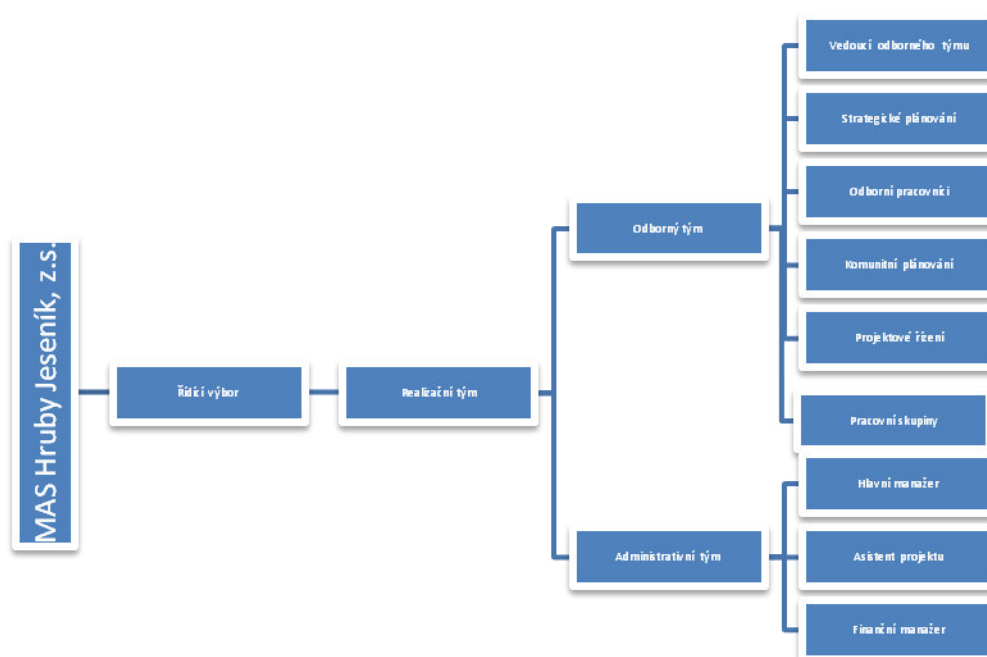 MAS Hruby Jeseník, z.s.
Řídící výbor
Realizační tým
Odborný tým
Vedoucí odborného týmu
Strategické plánování
Odborní pracovníci
Komunitní plánování
Projektové řízení
Pracovní skupiny
Administrativní tým
Hlavní manažer
Asistent projektu
Finanční manažer